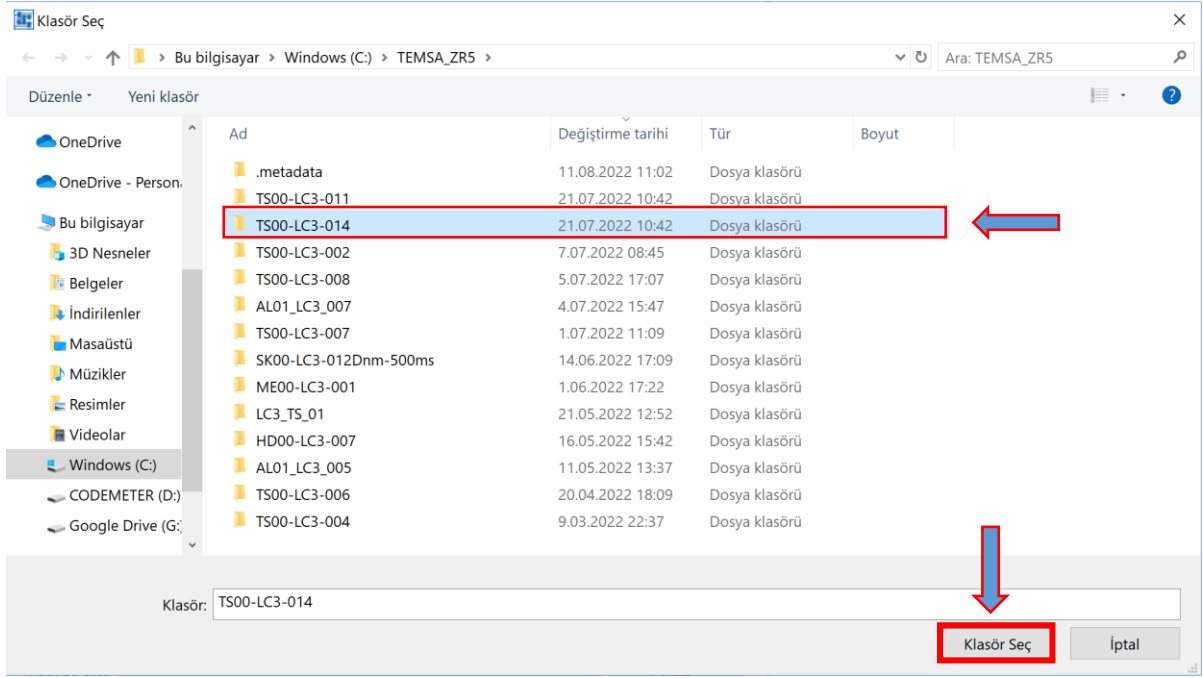 Klasör Seç
Bu bilgisayar > Windows (C:) > TEMSA_ZR5 >
Ara: TEMSA_ZR5
Düzenle
Yeni klasör
OneDrive
OneDrive - Person
Bu bilgisayar
3D Nesneler
Belgeler
İndirilenler
Masaüstü
Müzikler
Resimler
Videolar
Windows (C:)
CODEMETER (D:)
Google Drive (G:
Ad Değiştirme tarihi Tür Boyut
.metadata 11.08.2022 11:02 Dosya klasörü
TS00-LC3-011 21.07.2022 10:42 Dosya klasörü
TS00-LC3-014 21.07.2022 10:42 Dosya klasörü
TS00-LC3-002 7.07.2022 08:45 Dosya klasörü
TS00-LC3-008 5.07.2022 17:07 Dosya klasörü
AL01_LC3_007 4.07.2022 15:47 Dosya klasörü
TS00-LC3-007 1.07.2022 11:09 Dosya klasörü
SK00-LC3-012Dnm-500ms 14.06.2022 17:09 Dosya klasörü
ME00-LC3-001 1.06.2022 17:22 Dosya klasörü
LC3_TS_01 21.05.2022 12:52 Dosya klasörü
HD00-LC3-007 16.05.2022 15:42 Dosya klasörü
AL01_LC3_005 11.05.2022 13:37 Dosya klasörü
TS00-LC3-006 20.04.2022 18:09 Dosya klasörü
TS00-LC3-004 9.03.2022 22:37 Dosya klasörü
Klasör: TS00-LC3-014
Klasör Seç
İptal